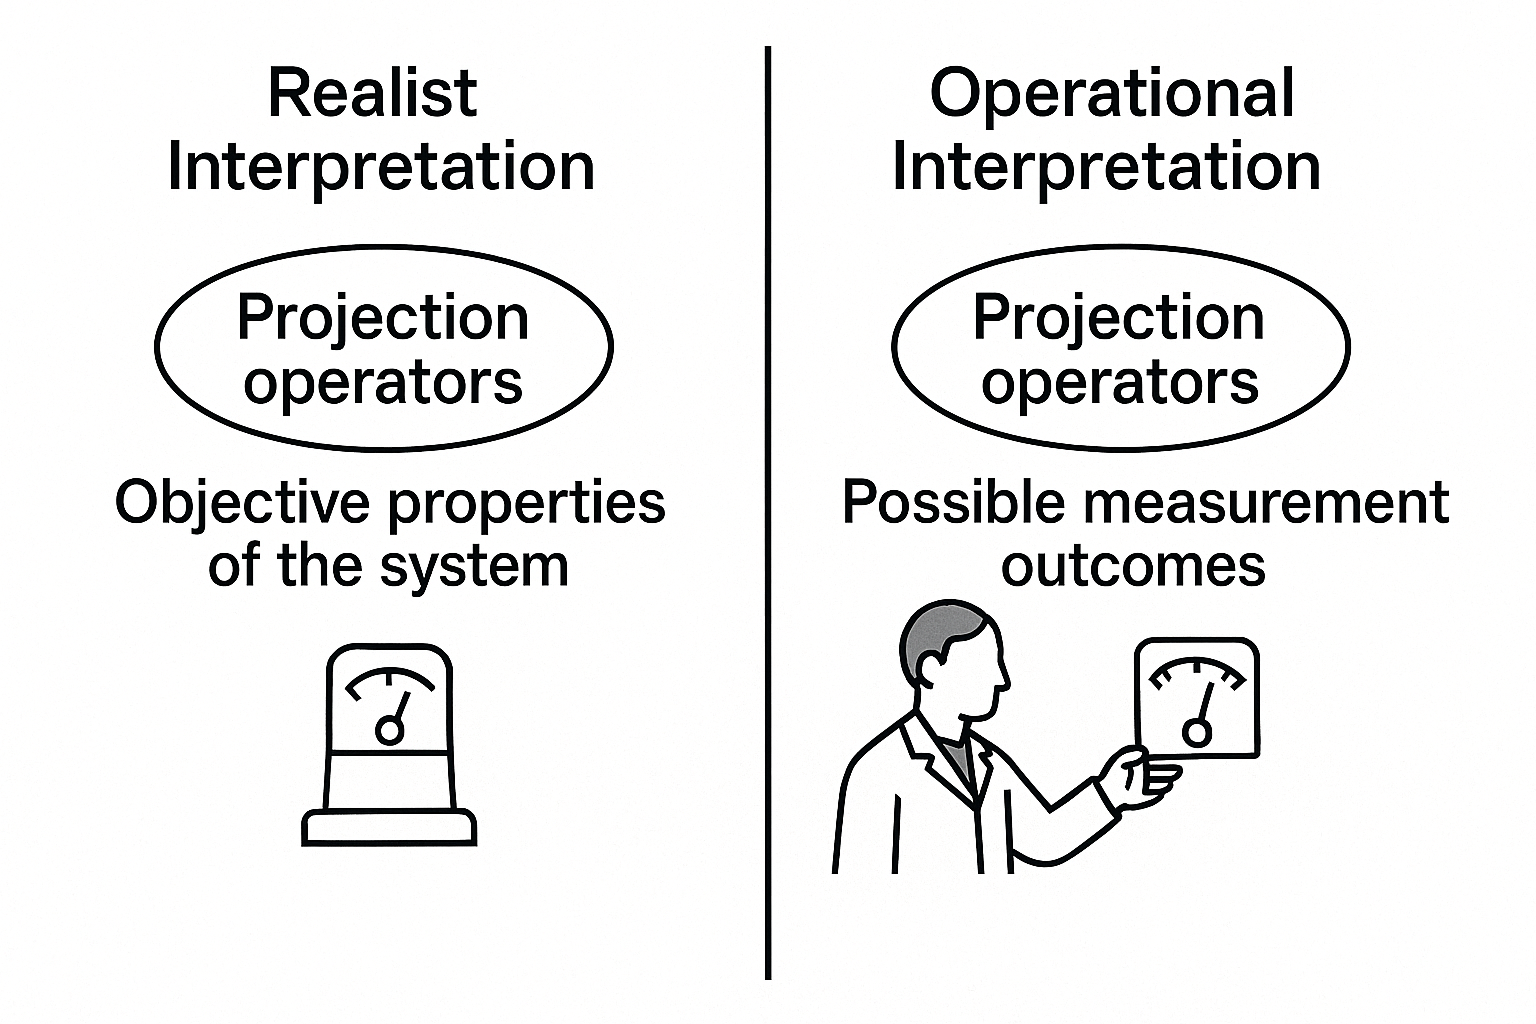 Realist
Interpretation
Projection
operators
Objective properties
of the system
Operational
Interpretation
Projection
operators
Possible measurement
outcomes